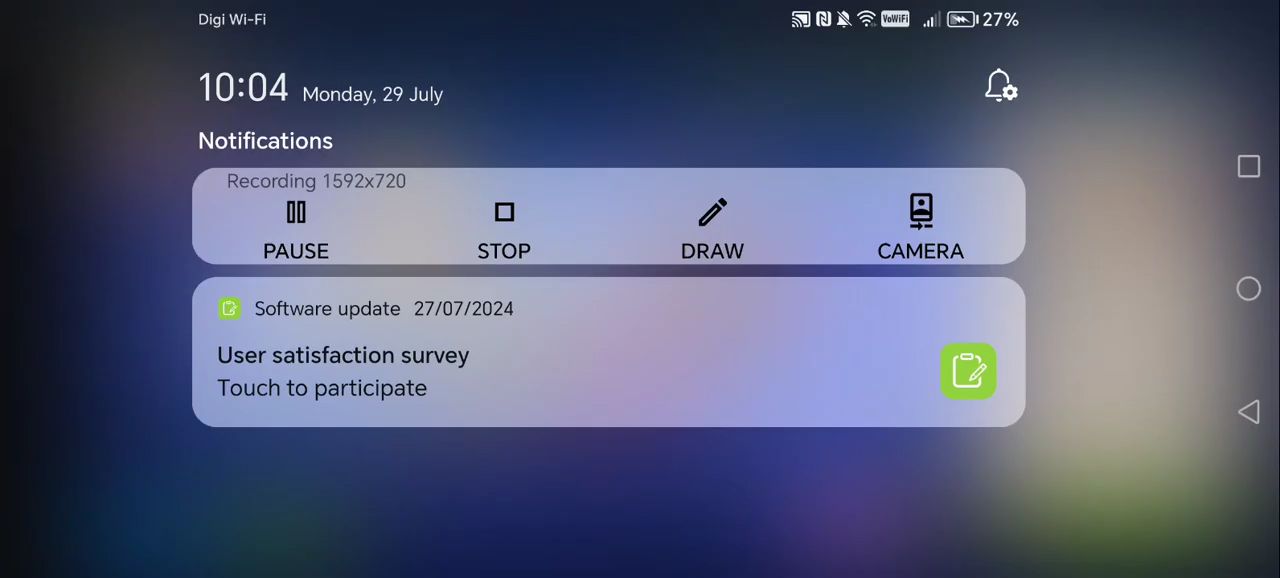 Digi Wi-Fi VoWiFi 27%
10:04 Monday, 29 July
Notifications
Recording 1592x720
PAUSE STOP DRAW CAMERA
Software update 27/07/2024
User satisfaction survey
Touch to participate